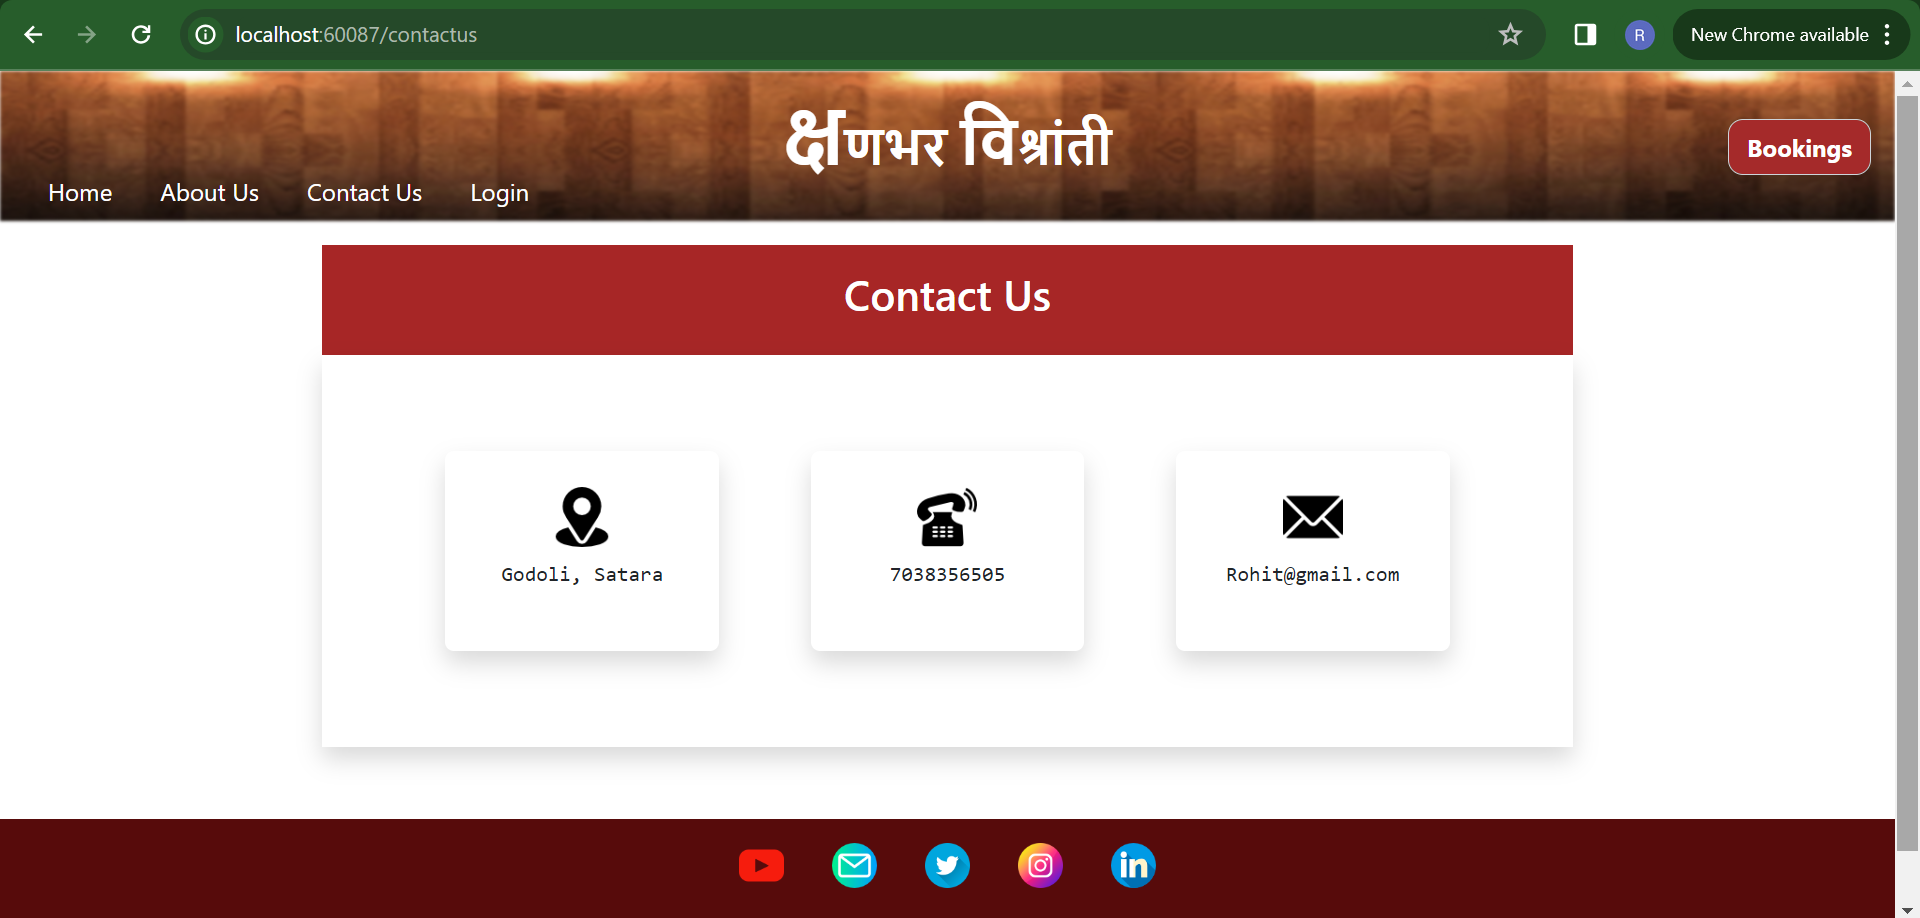 localhost:60087/contactus
R
New Chrome available
क्षणभर विश्रांती
Bookings
Home About Us Contact Us Login
Contact Us
Godoli, Satara
7038356505
Rohit@gmail.com
in